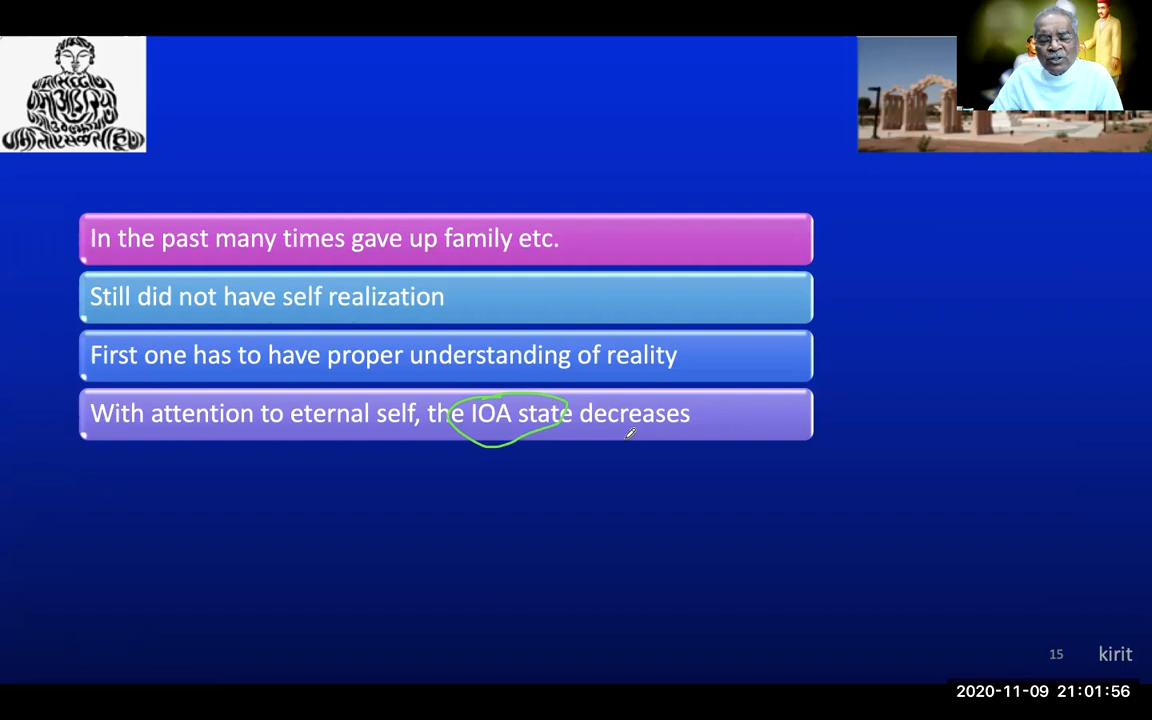 In the past many times gave up family etc.
Still did not have self realization
First one has to have proper understanding of reality
With attention to eternal self, the IOA state decreases
15 kirit
2020-11-09 21:01:56